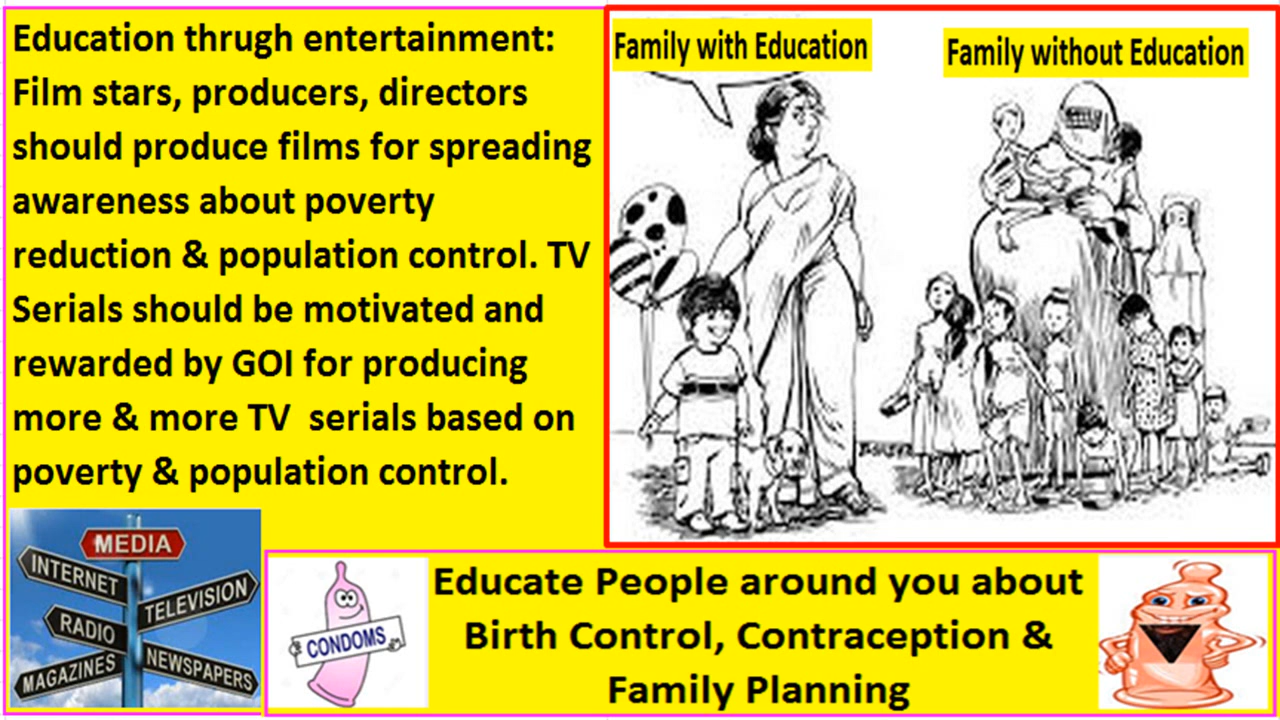 Education thrugh entertainment:
Film stars, producers, directors
should produce films for spreading
awareness about poverty
reduction & population control. TV
Serials should be motivated and
rewarded by GOI for producing
more & more TV  serials based on
poverty & population control.
Family with Education
Family without Education
MEDIA
INTERNET
TELEVISION
RADIO
MAGAZINES
NEWSPAPERS
CONDOMS
Educate People around you about
Birth Control, Contraception &
Family Planning